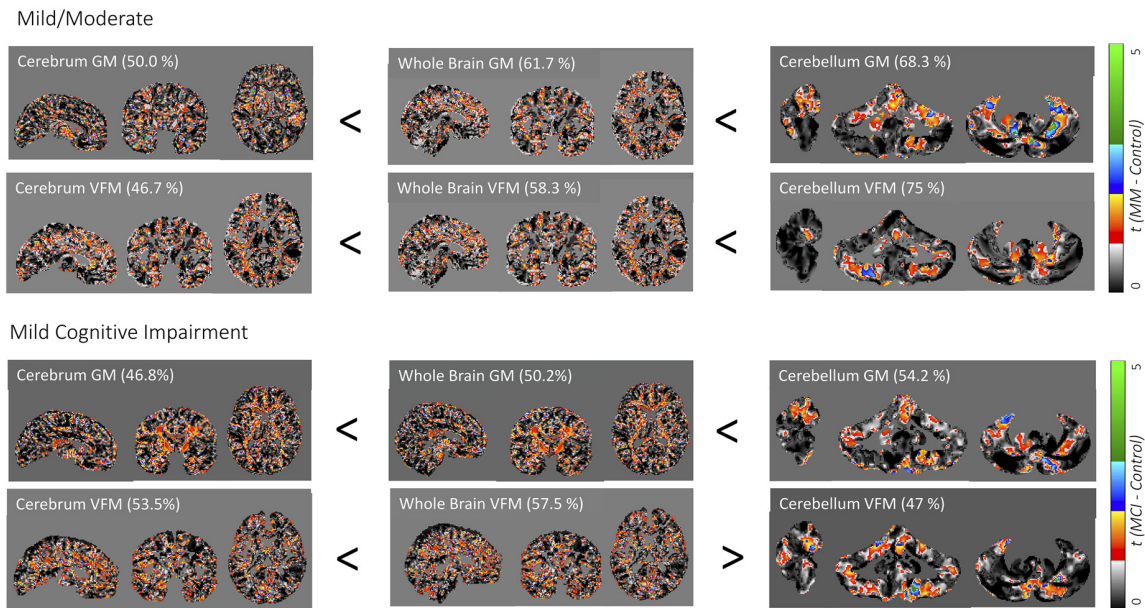 Mild/Moderate
Cerebrum GM (50.0 %)
<
Whole Brain GM (61.7 %)
<
Cerebellum GM (68.3 %)
5
t (MM - Control)
0
Cerebrum VFM (46.7 %)
<
Whole Brain VFM (58.3 %)
<
Cerebellum VFM (75 %)
Mild Cognitive Impairment
Cerebrum GM (46.8%)
<
Whole Brain GM (50.2%)
<
Cerebellum GM (54.2 %)
5
t (MCI - Control)
0
Cerebrum VFM (53.5%)
<
Whole Brain VFM (57.5 %)
>
Cerebellum VFM (47 %)